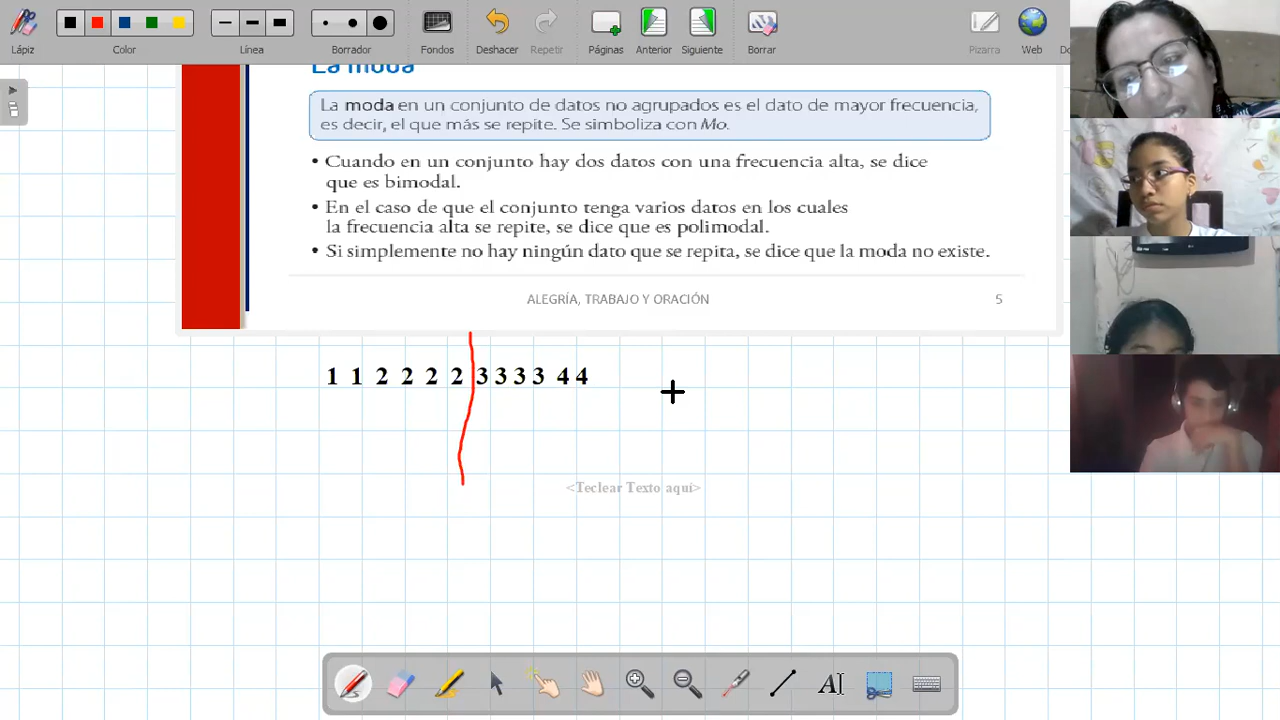 Lápiz
Color
Línea
Borrador
Fondos
Deshacer
Repetir
Páginas
Anterior
Siguiente
Borrar
Pizarra
Web
La moda
La moda en un conjunto de datos no agrupados es el dato de mayor frecuencia,
es decir, el que más se repite. Se simboliza con Mo.
• Cuando en un conjunto hay dos datos con una frecuencia alta, se dice
que es bimodal.
• En el caso de que el conjunto tenga varios datos en los cuales
la frecuencia alta se repite, se dice que es polimodal.
• Si simplemente no hay ningún dato que se repita, se dice que la moda no existe.
ALEGRÍA, TRABAJO Y ORACIÓN 5
1 1 2 2 2 2 3 3 3 3 4 4
<Teclear Texto aquí>